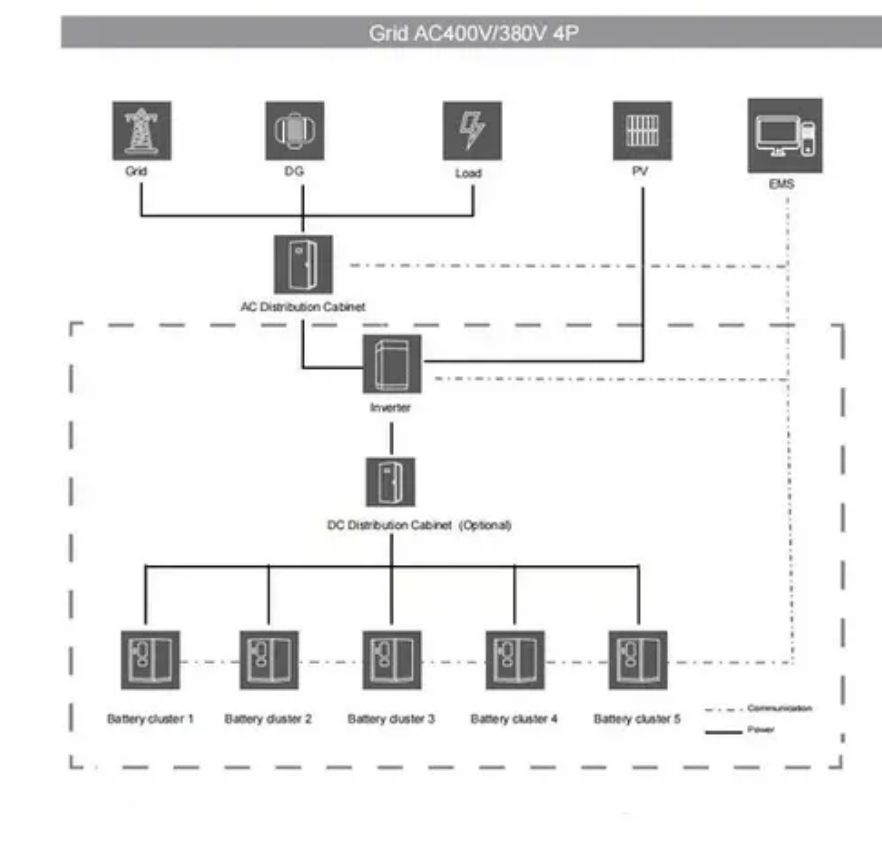 Grid AC400V/380V 4P
Grid
DG
Load
PV
EMS
AC Distribution Cabinet
Inverter
DC Distribution Cabinet (Optional)
Battery cluster 1
Battery cluster 2
Battery cluster 3
Battery cluster 4
Battery cluster 5
Communication
Power